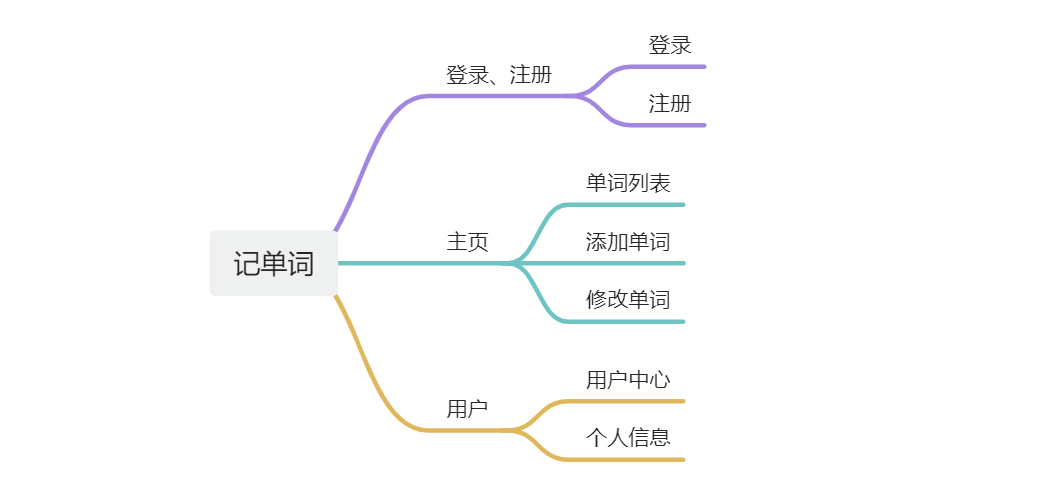 记单词
登录、注册
登录
注册
主页
单词列表
添加单词
修改单词
用户
用户中心
个人信息